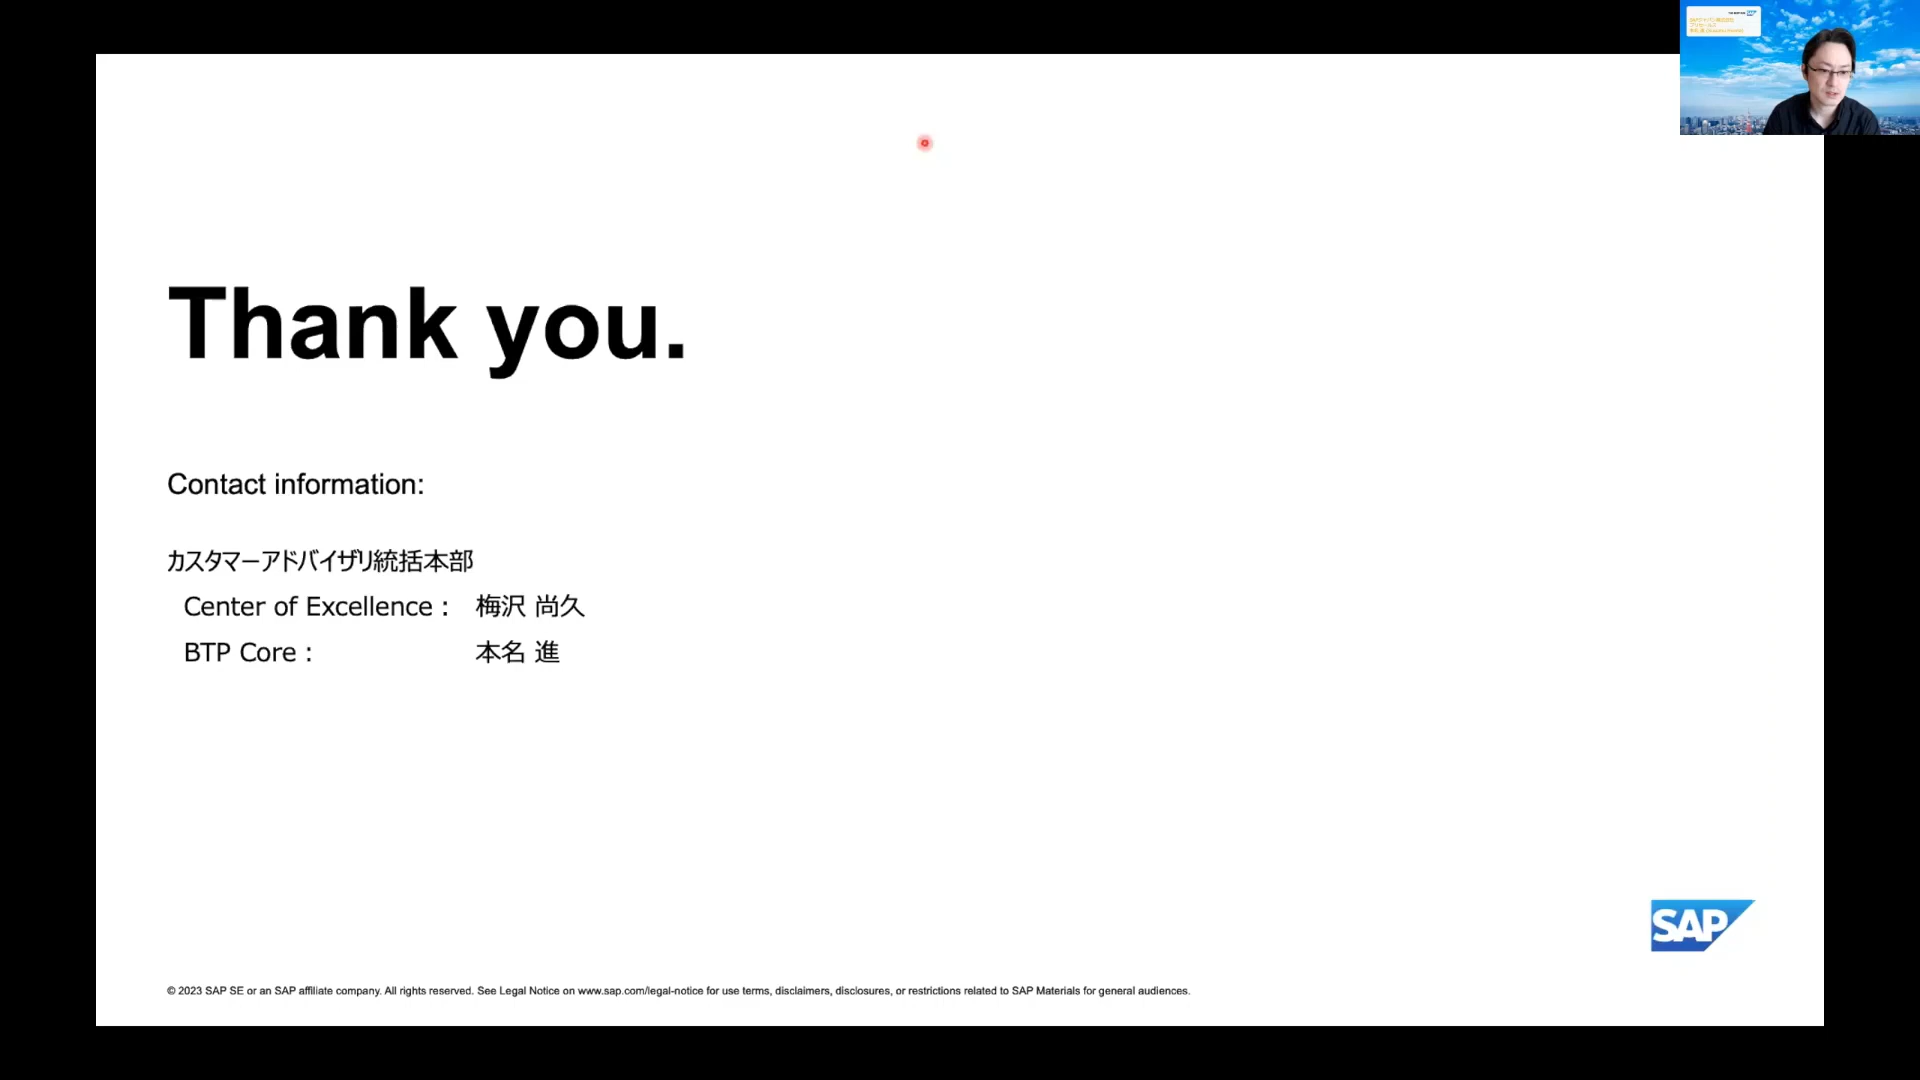 Thank you.
Contact information:
カスタマーアドバイザリ統括本部
Center of Excellence : 梅沢 尚久
BTP Core : 本名 進
SAP
© 2023 SAP SE or an SAP affiliate company. All rights reserved. See Legal Notice on www.sap.com/legal-notice for use terms, disclaimers, disclosures, or restrictions related to SAP Materials for general audiences.